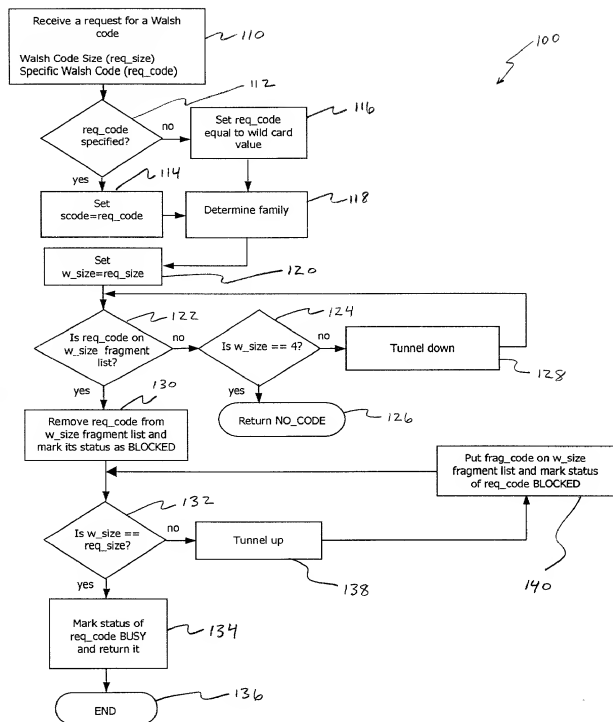 Receive a request for a Walsh
code
Walsh Code Size (req_size)
Specific Walsh Code (req_code)
110
100
112
req_code
specified?
no
Set req_code
equal to wild card
value
116
yes
114
Set
scode=req_code
Determine family
118
Set
w_size=req_size
120
122
Is req_code on
w_size fragment
list?
no
124
Is w_size == 4?
no
Tunnel down
128
yes
130
yes
Return NO_CODE
126
Remove req_code from
w_size fragment list and
mark its status as BLOCKED
Put frag_code on w_size
fragment list and mark status
of req_code BLOCKED
140
132
Is w_size ==
req_size?
no
Tunnel up
138
yes
Mark status of
req_code BUSY
and return it
134
END
136